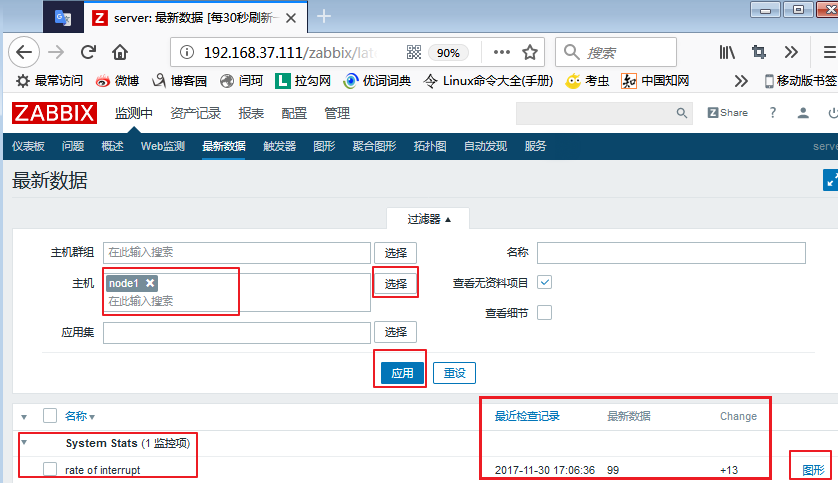 server: 最新数据 [每30秒刷新一
192.168.37.111/zabbix/late
90%
搜索
最常访问 微博 博客园 闫珂 拉勾网 优词词典 Linux命令大全(手册) 考虫 中国知网 移动版书签
ZABBIX 监测中 资产记录 报表 配置 管理 Share ?
仪表板 问题 概述 Web监测 最新数据 触发器 图形 聚合图形 拓扑图 自动发现 服务 serve
最新数据
过滤器 ▲
主机群组 在此输入搜索 选择 名称
主机 node1 选择 查看无资料项目
在此输入搜索
查看细节
应用集 选择
应用 重设
名称 最近检查记录 最新数据 Change
System Stats (1 监控项)
rate of interrupt 2017-11-30 17:06:36 99 +13 图形